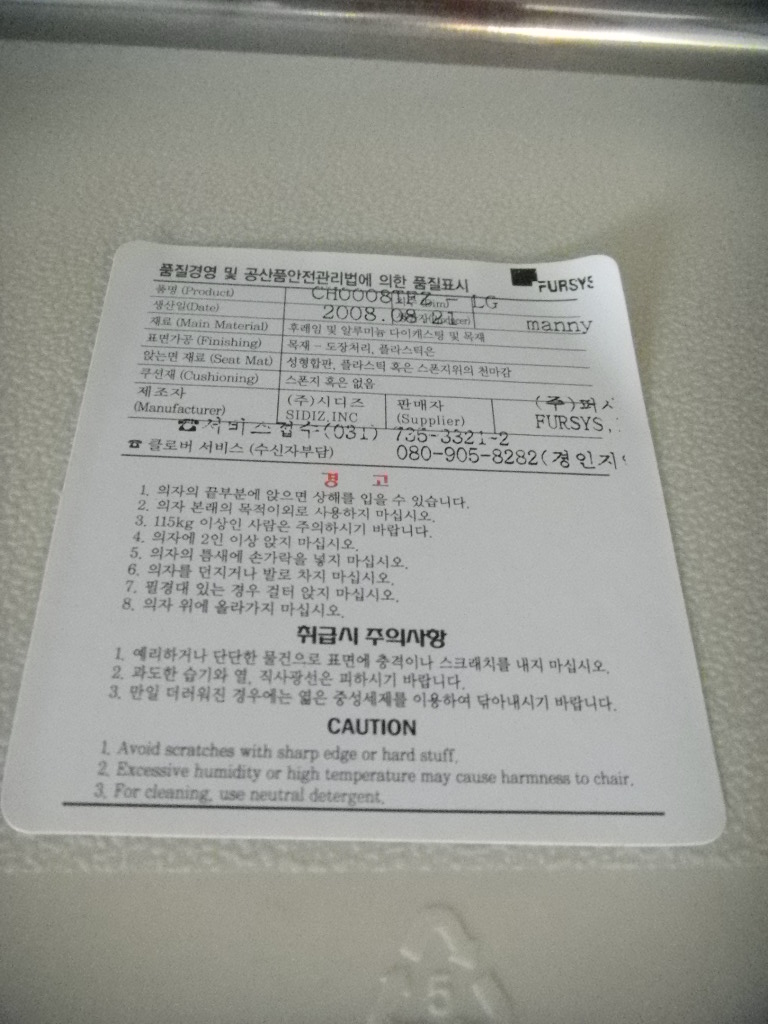 품질경영 및 공산품안전관리법에 의한 품질표시 FURSYS
품명 (Product) CH0008TFZ - LG
생산일(Date) 2008.08 21 manny
재료 (Main Material) 후레임 및 알루미늄 다이캐스팅 및 목재
표면가공 (Finishing) 목재 - 도장처리, 플라스틱은
앉는면 재료 (Seat Mat) 성형합판, 플라스틱 혹은 스폰지위의 천마감
쿠션재 (Cushioning) 스폰지 혹은 없음
제조자 (주)시디즈 판매자 (주)퍼시
(Manufacturer) SIDIZ.INC (Supplier) FURSYS,
☎서비스접수:(031) 735-3321-2
☎ 클로버 서비스 (수신자부담) 080-905-8282(경인지
경 고
1. 의자의 끝부분에 앉으면 상해를 입을 수 있습니다.
2. 의자 본래의 목적이외로 사용하지 마십시오.
3. 115kg 이상인 사람은 주의하시기 바랍니다.
4. 의자에 2인 이상 앉지 마십시오.
5. 의자의 틈새에 손가락을 넣지 마십시오.
6. 의자를 던지거나 발로 차지 마십시오.
7. 필경대 있는 경우 걸터 앉지 마십시오.
8. 의자 위에 올라가지 마십시오.
취급시 주의사항
1. 예리하거나 단단한 물건으로 표면에 충격이나 스크래치를 내지 마십시오.
2. 과도한 습기와 열, 직사광선은 피하시기 바랍니다.
3. 만일 더러워진 경우에는 엷은 중성세제를 이용하여 닦아내시기 바랍니다.
CAUTION
1. Avoid scratches with sharp edge or hard stuff.
2. Excessive humidity or high temperature may cause harmness to chair.
3. For cleaning, use neutral detergent.
5